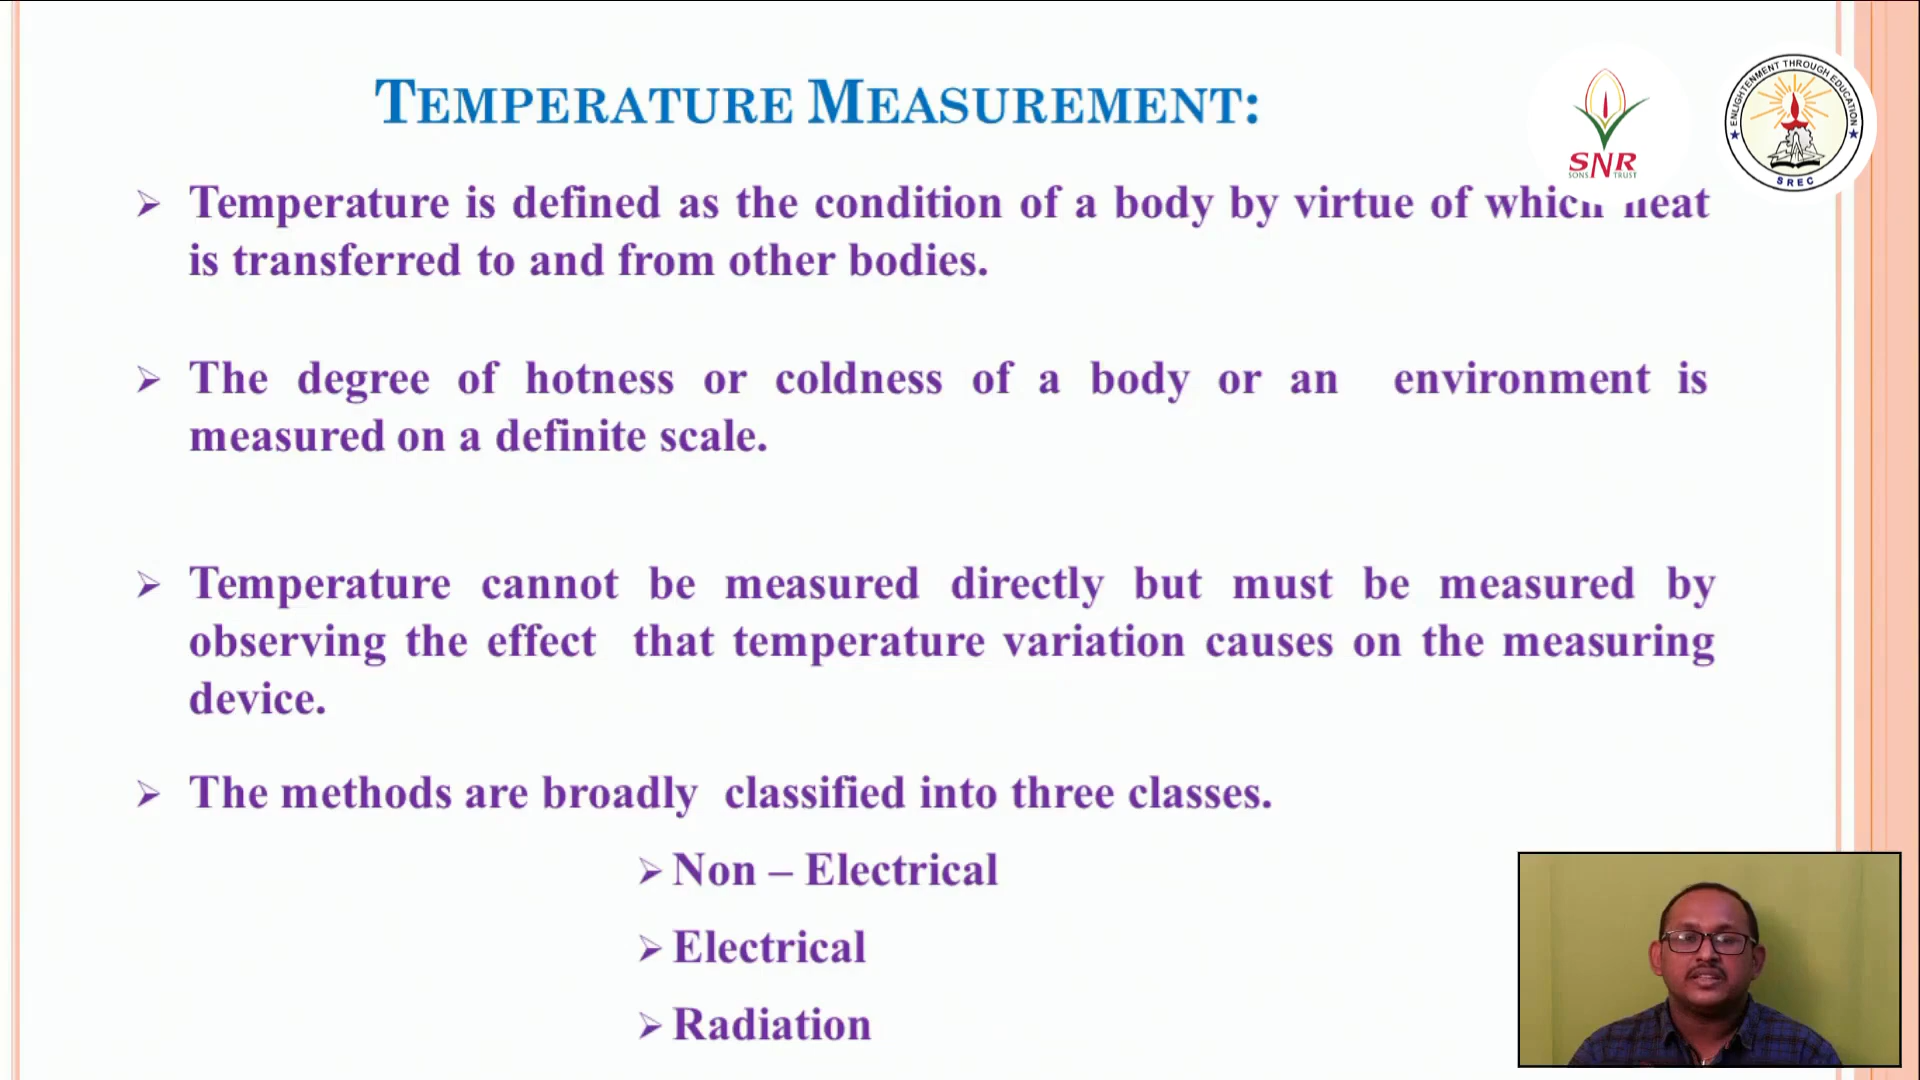 TEMPERATURE MEASUREMENT:
SNR
SONS TRUST
ENLIGHTENMENT THROUGH EDUCATION
SREC
➢ Temperature is defined as the condition of a body by virtue of which heat
is transferred to and from other bodies.
➢ The degree of hotness or coldness of a body or an environment is
measured on a definite scale.
➢ Temperature cannot be measured directly but must be measured by
observing the effect that temperature variation causes on the measuring
device.
➢ The methods are broadly classified into three classes.
➢ Non – Electrical
➢ Electrical
➢ Radiation